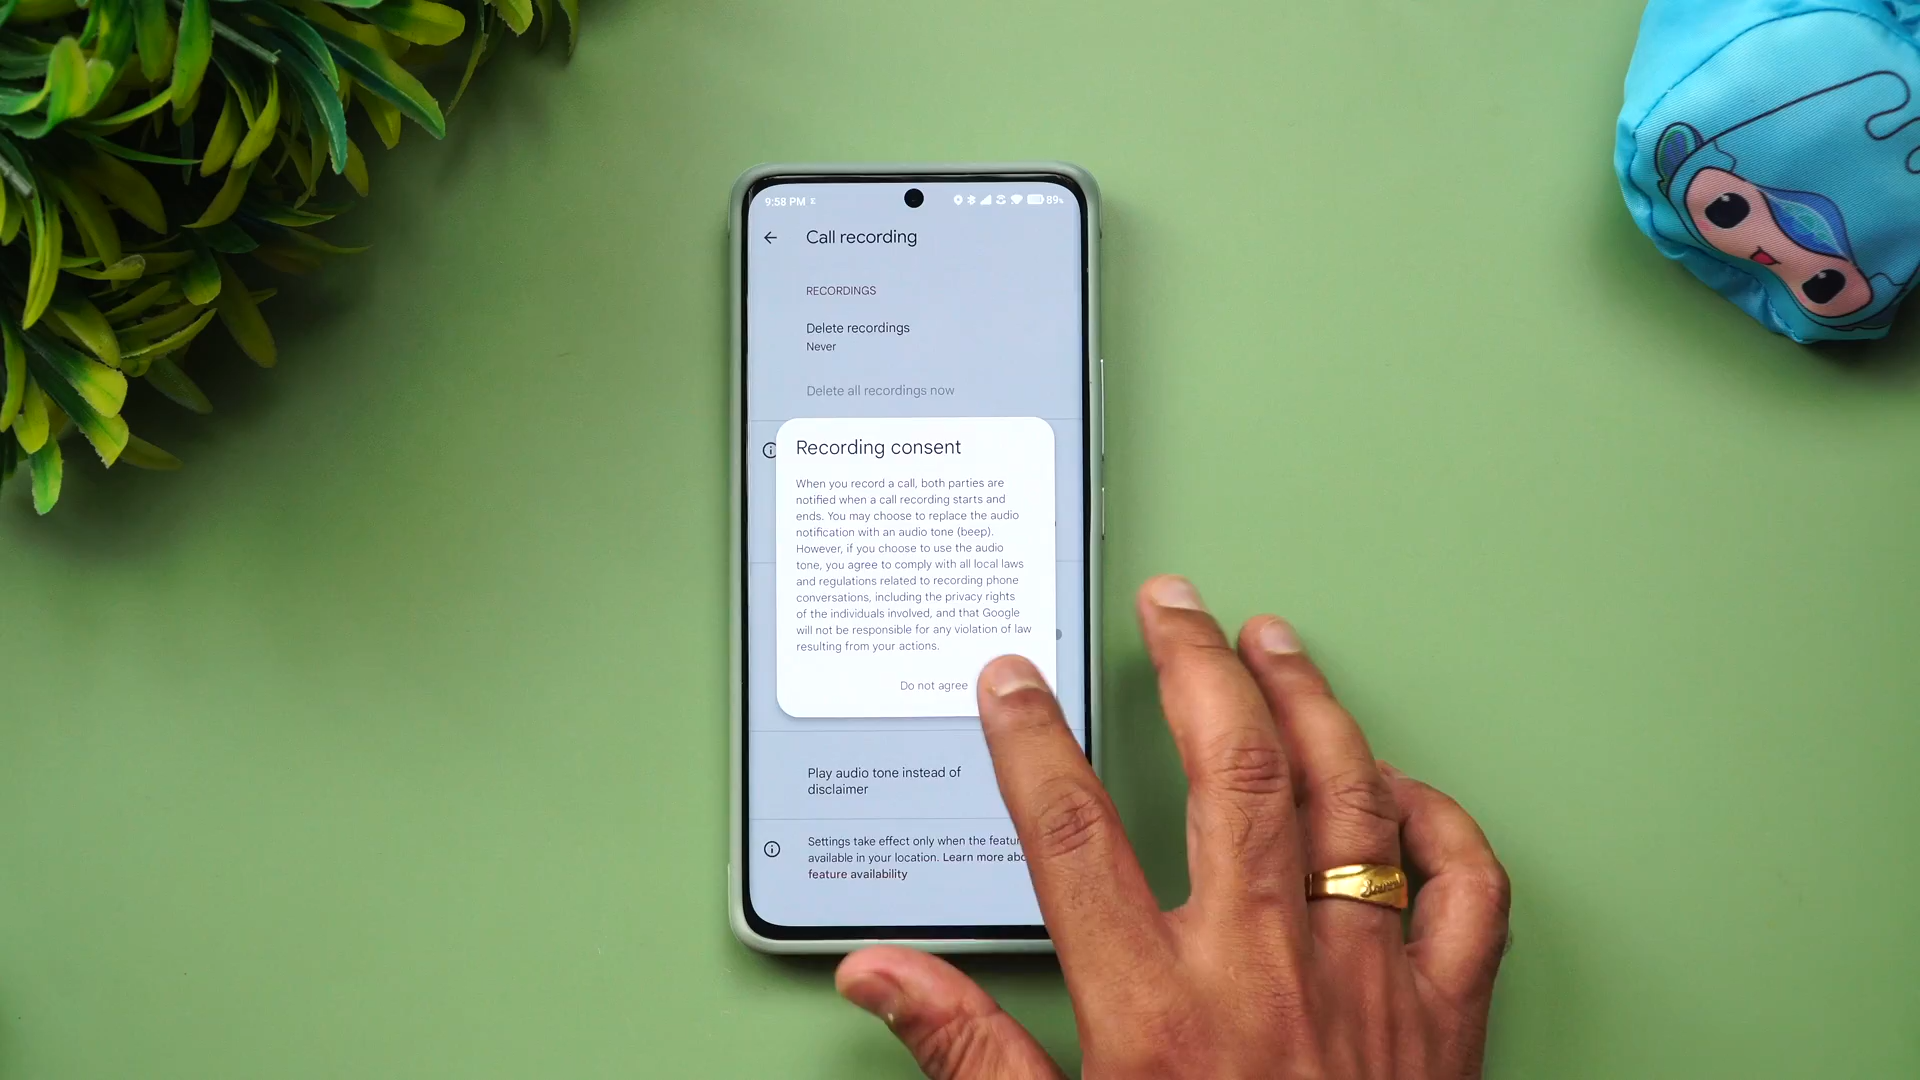 9:58 PM
89%
Call recording
RECORDINGS
Delete recordings
Never
Delete all recordings now
Recording consent
When you record a call, both parties are
notified when a call recording starts and
ends. You may choose to replace the audio
notification with an audio tone (beep).
However, if you choose to use the audio
tone, you agree to comply with all local laws
and regulations related to recording phone
conversations, including the privacy rights
of the individuals involved, and that Google
will not be responsible for any violation of law
resulting from your actions.
Do not agree
Play audio tone instead of
disclaimer
Settings take effect only when the
available in your location. Learn more
feature availability